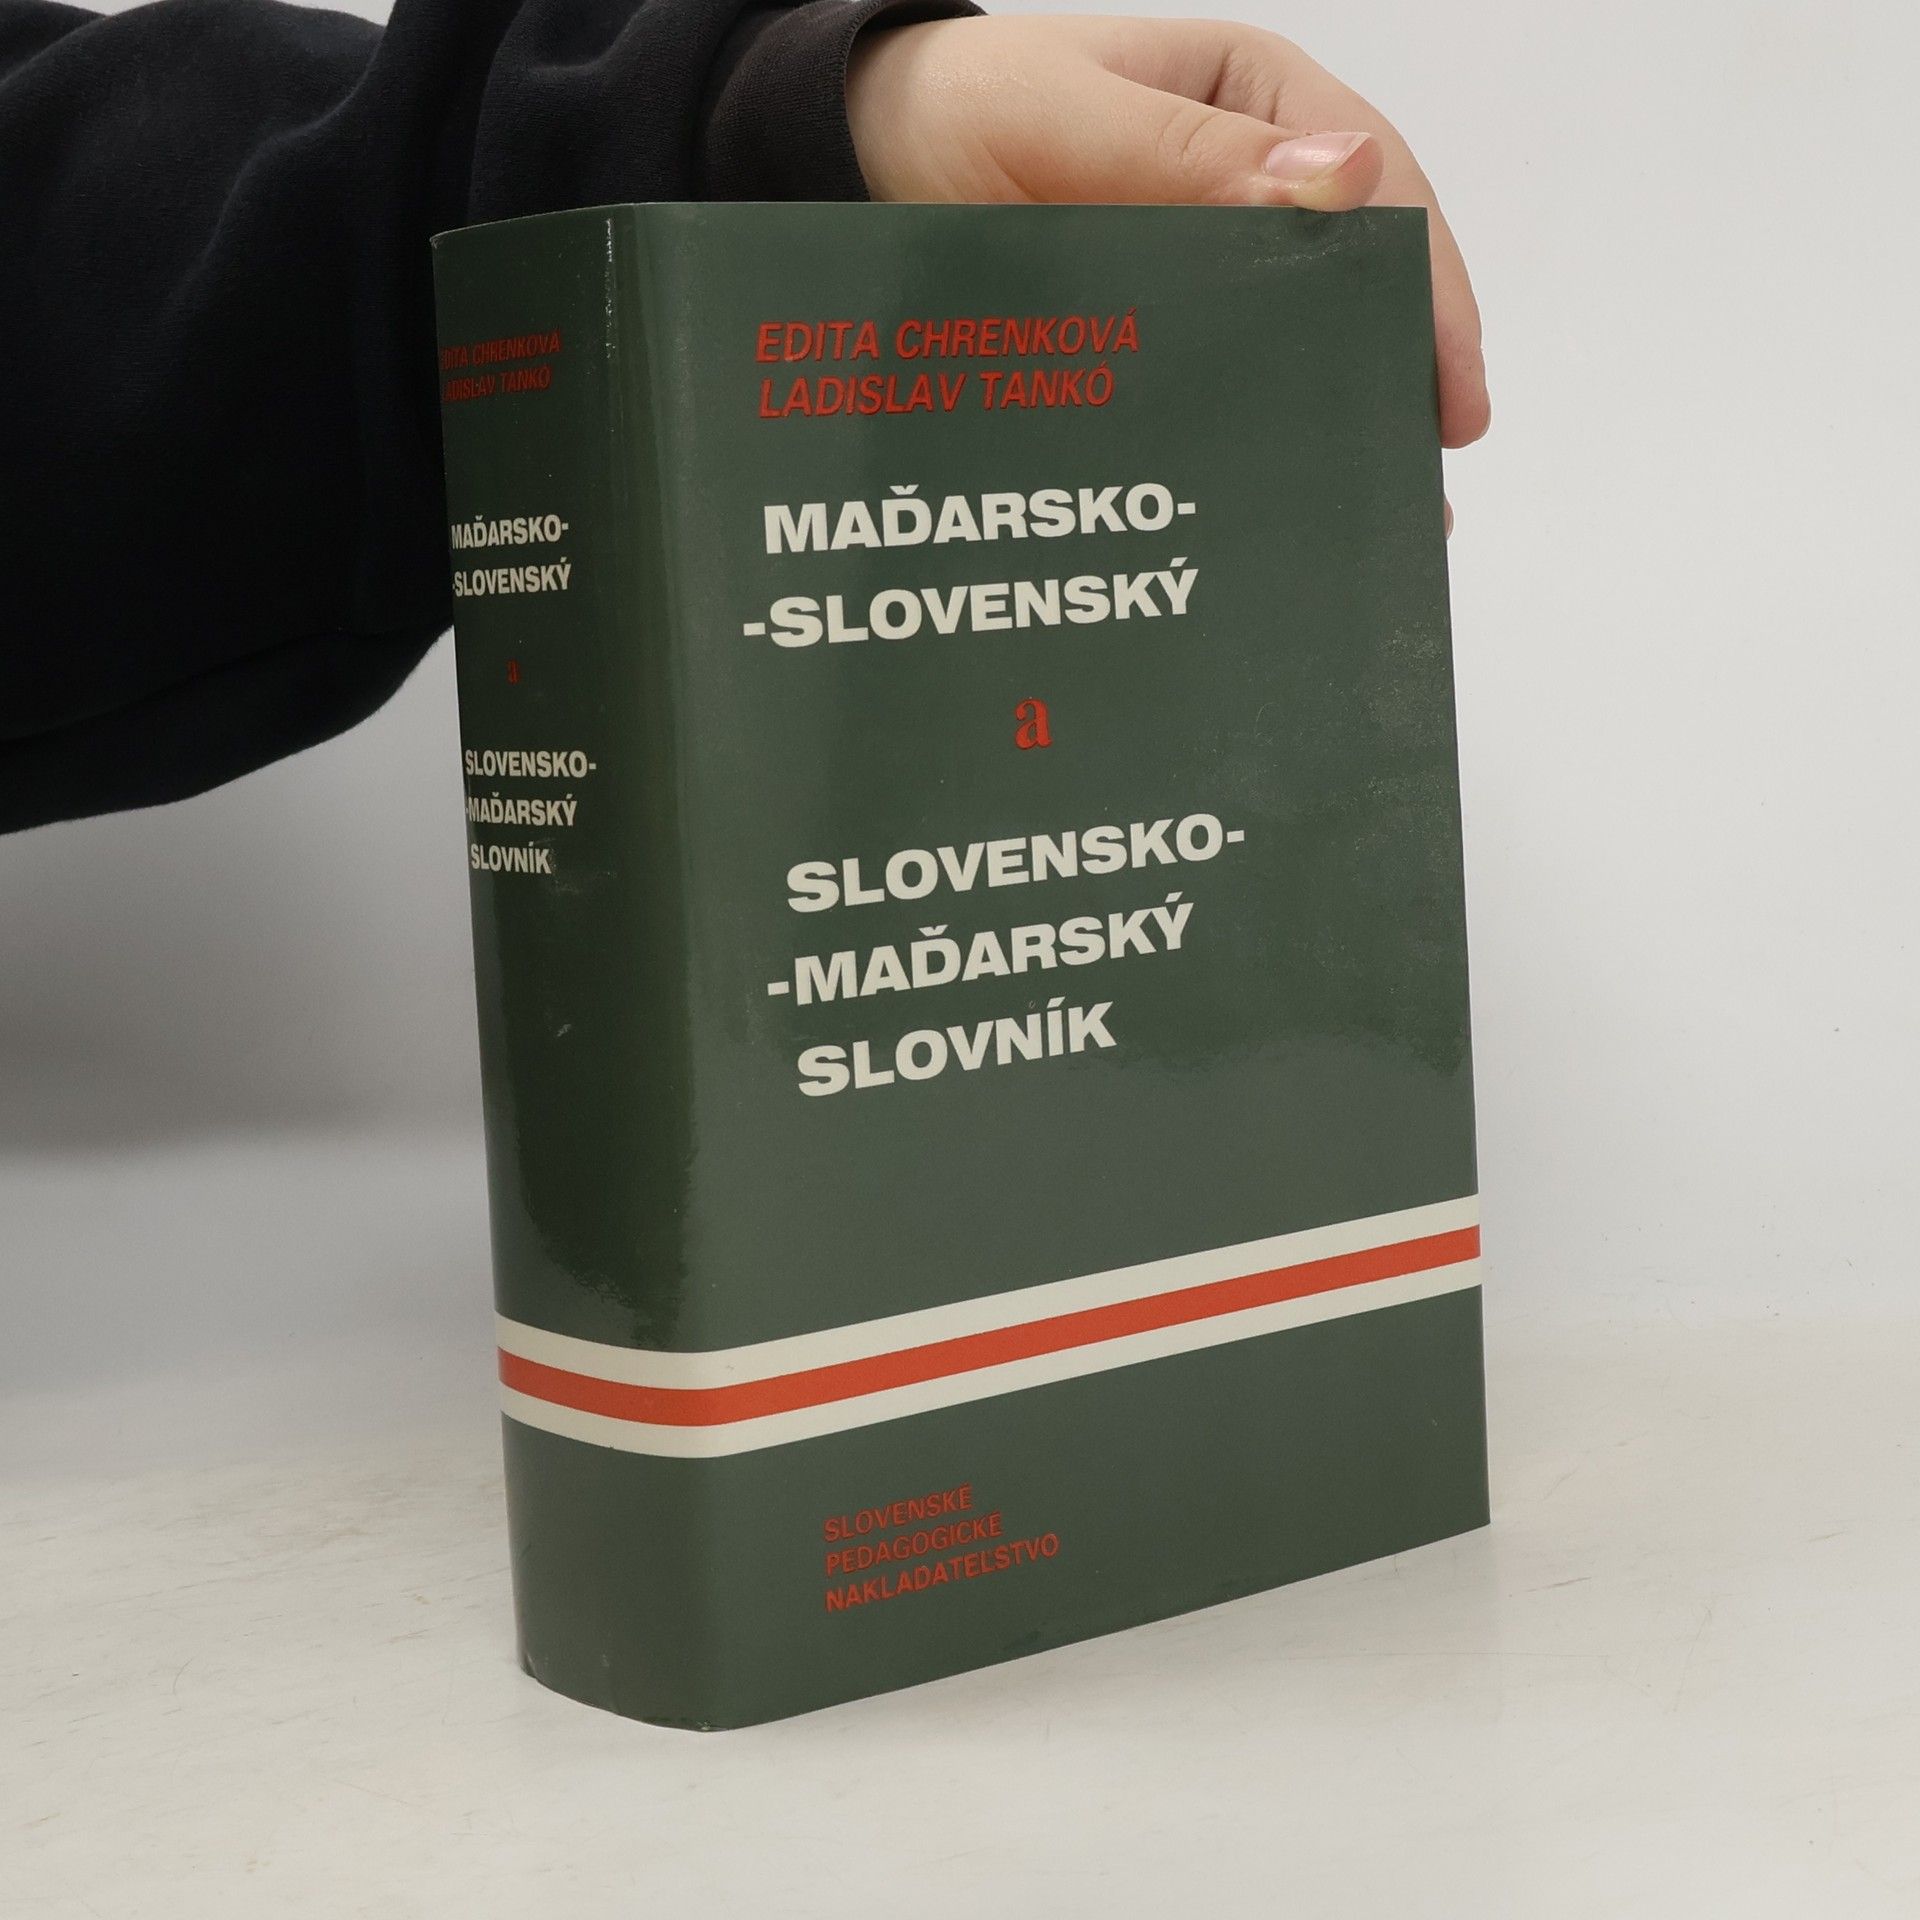 EDITA CHRENKOVÁ
LADISLAV TANKÓ
MAĎARSKO-
-SLOVENSKÝ
a
SLOVENSKO-
-MAĎARSKÝ
SLOVNÍK
EDITA CHRENKOVÁ
LADISLAV TANKÓ
MAĎARSKO-
-SLOVENSKÝ
a
SLOVENSKO-
-MAĎARSKÝ
SLOVNÍK
SLOVENSKÉ
PEDAGOGICKÉ
NAKLADATEĽSTVO